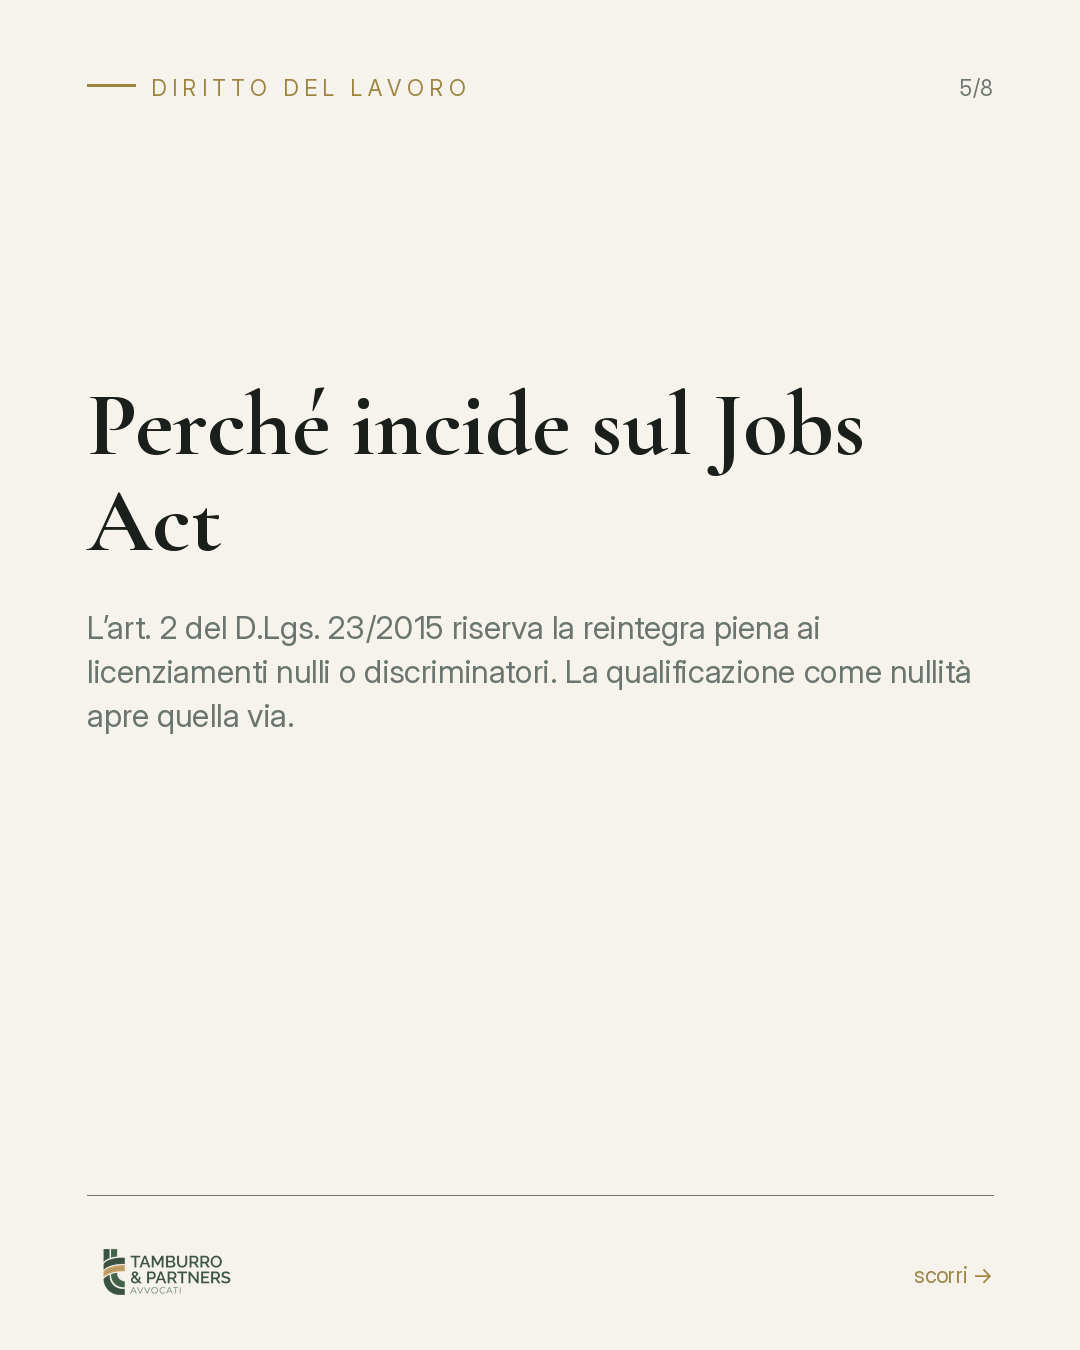 DIRITTO DEL LAVORO
5/8
Perché incide sul Jobs
Act
L’art. 2 del D.Lgs. 23/2015 riserva la reintegra piena ai
licenziamenti nulli o discriminatori. La qualificazione come nullità
apre quella via.
TAMBURRO
& PARTNERS
AVVOCATI
scorri →